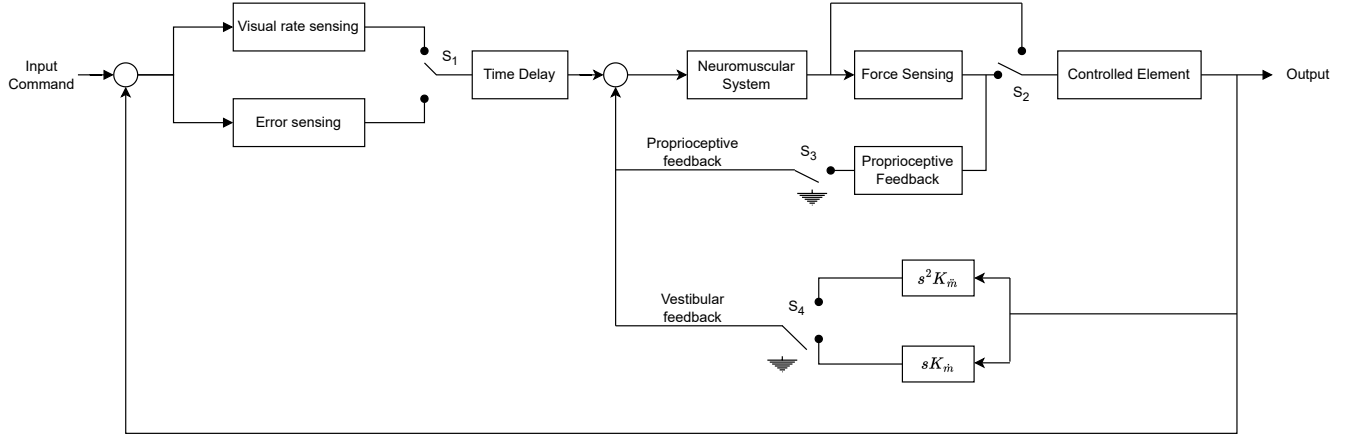 Visual rate sensing
S1
Input
Command
Time Delay
Neuromuscular
System
Force Sensing
S2
Controlled Element
Output
Error sensing
Proprioceptive
feedback
S3
Proprioceptive
Feedback
s²K_m̈
Vestibular
feedback
S4
sK_ṁ